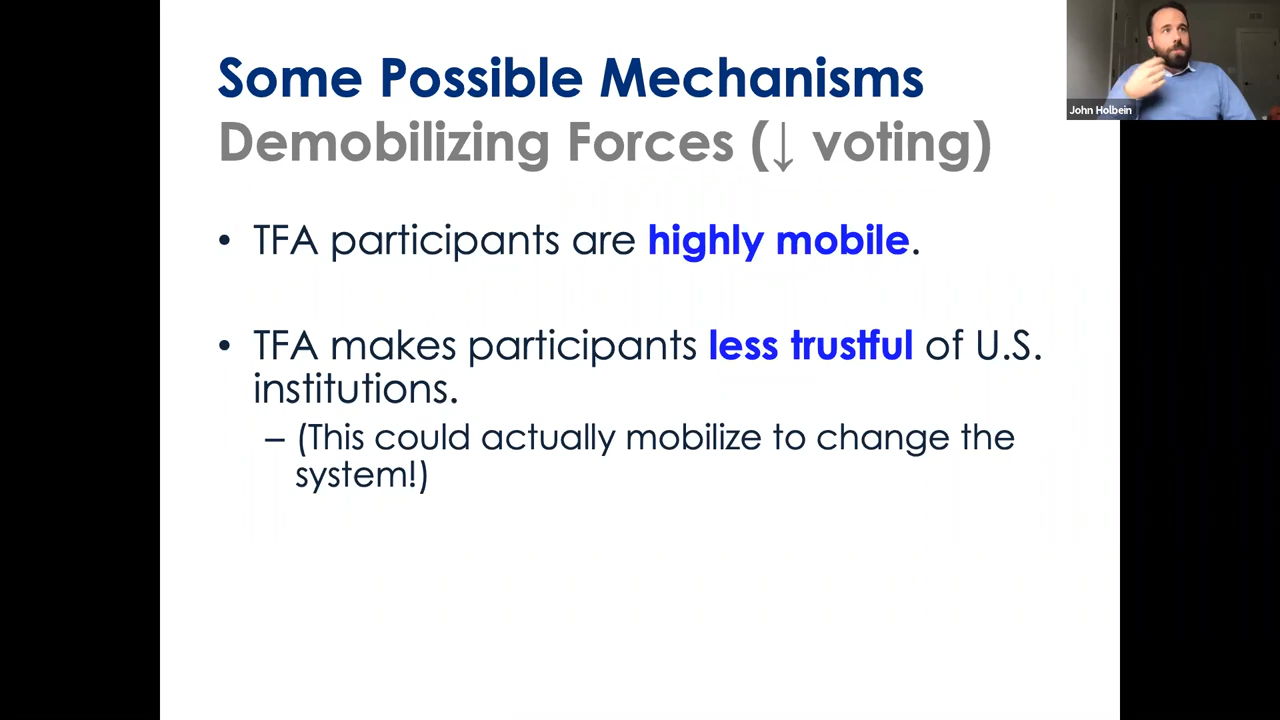 Some Possible Mechanisms
Demobilizing Forces (↓ voting)
• TFA participants are highly mobile.
• TFA makes participants less trustful of U.S.
institutions.
– (This could actually mobilize to change the
system!)
John Holbein